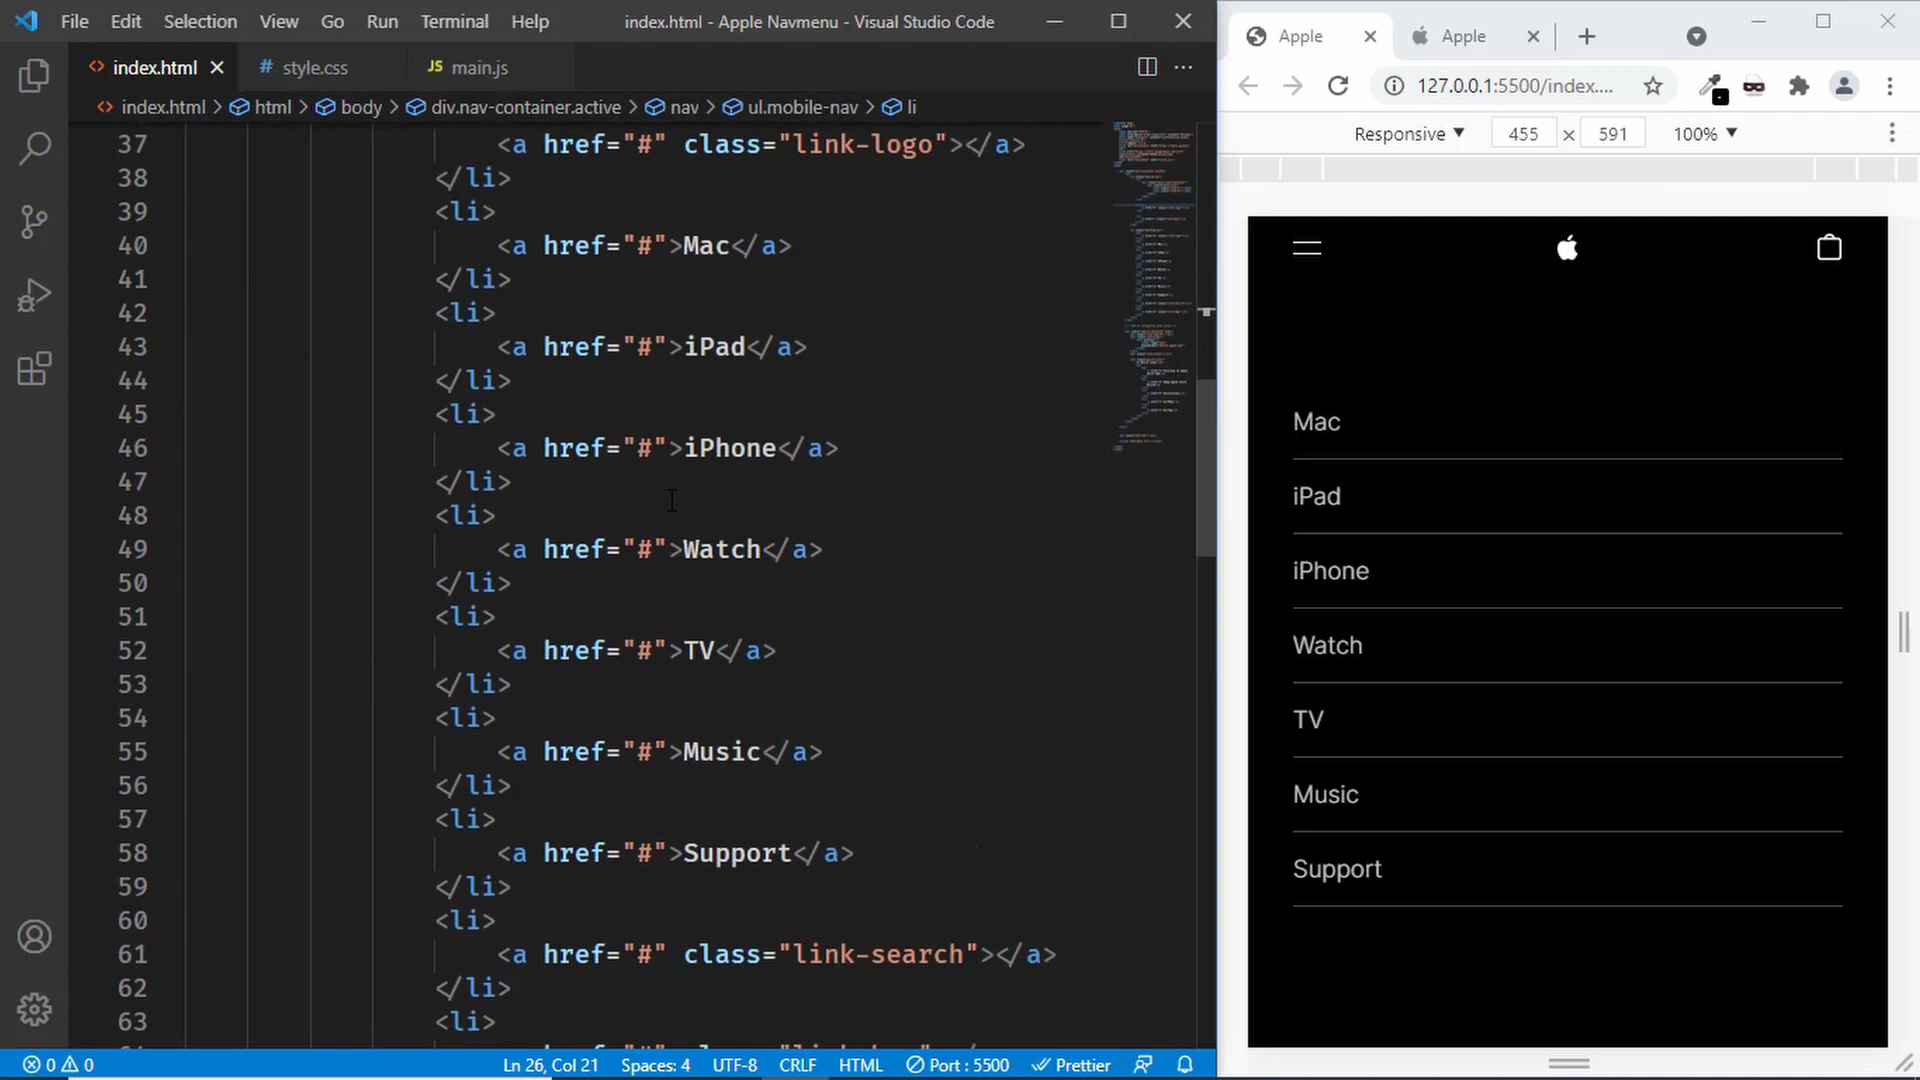 File Edit Selection View Go Run Terminal Help index.html - Apple Navmenu - Visual Studio Code
index.html style.css JS main.js
index.html > html > body > div.nav-container.active > nav > ul.mobile-nav > li
37 <a href="#" class="link-logo"></a>
38 </li>
39 <li>
40 <a href="#">Mac</a>
41 </li>
42 <li>
43 <a href="#">iPad</a>
44 </li>
45 <li>
46 <a href="#">iPhone</a>
47 </li>
48 <li>
49 <a href="#">Watch</a>
50 </li>
51 <li>
52 <a href="#">TV</a>
53 </li>
54 <li>
55 <a href="#">Music</a>
56 </li>
57 <li>
58 <a href="#">Support</a>
59 </li>
60 <li>
61 <a href="#" class="link-search"></a>
62 </li>
63 <li>
0 0 Ln 26, Col 21 Spaces: 4 UTF-8 CRLF HTML Port : 5500 Prettier
Apple Apple
127.0.0.1:5500/index....
Responsive 455 × 591 100%
Mac
iPad
iPhone
Watch
TV
Music
Support